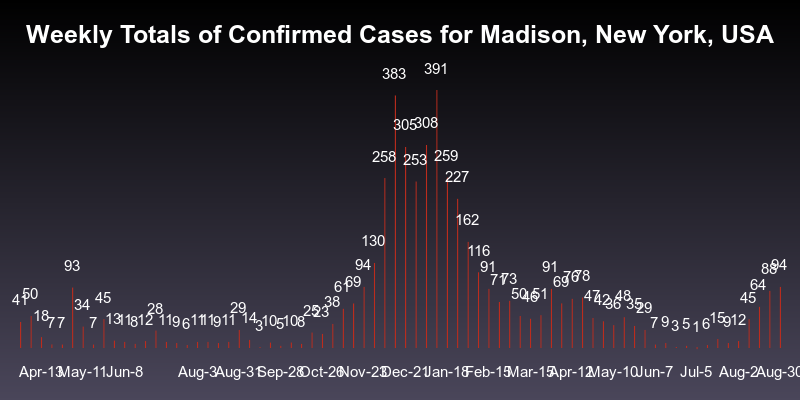 Weekly Totals of Confirmed Cases for Madison, New York, USA
41 50 18 7 7 93 34 7 45 13 11 8 12 28 11 9 6 11 11 9 11 29 14 3 10 5 10 8 25 23 38 61 69 94 130 258 383 305 253 308 391 259 227 162 116 91 71 73 50 46 51 91 69 76 78 47 42 36 48 35 29 7 9 3 5 1 6 15 9 12 45 64 88 94
Apr-13 May-11 Jun-8 Aug-3 Aug-31 Sep-28 Oct-26 Nov-23 Dec-21 Jan-18 Feb-15 Mar-15 Apr-12 May-10 Jun-7 Jul-5 Aug-2 Aug-30